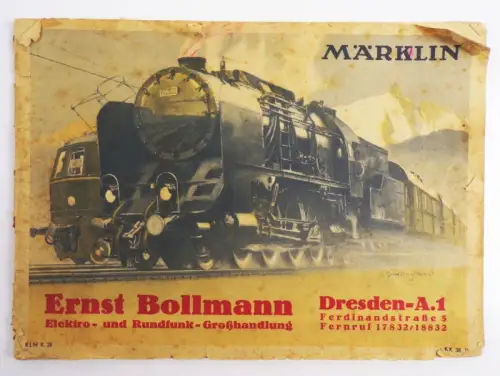 MÄRKLIN
Ernst Bollmann
Elektro- und Rundfunk-Großhandlung
Dresden-A.1
Ferdinandstraße 5
Fernruf 17832/18832